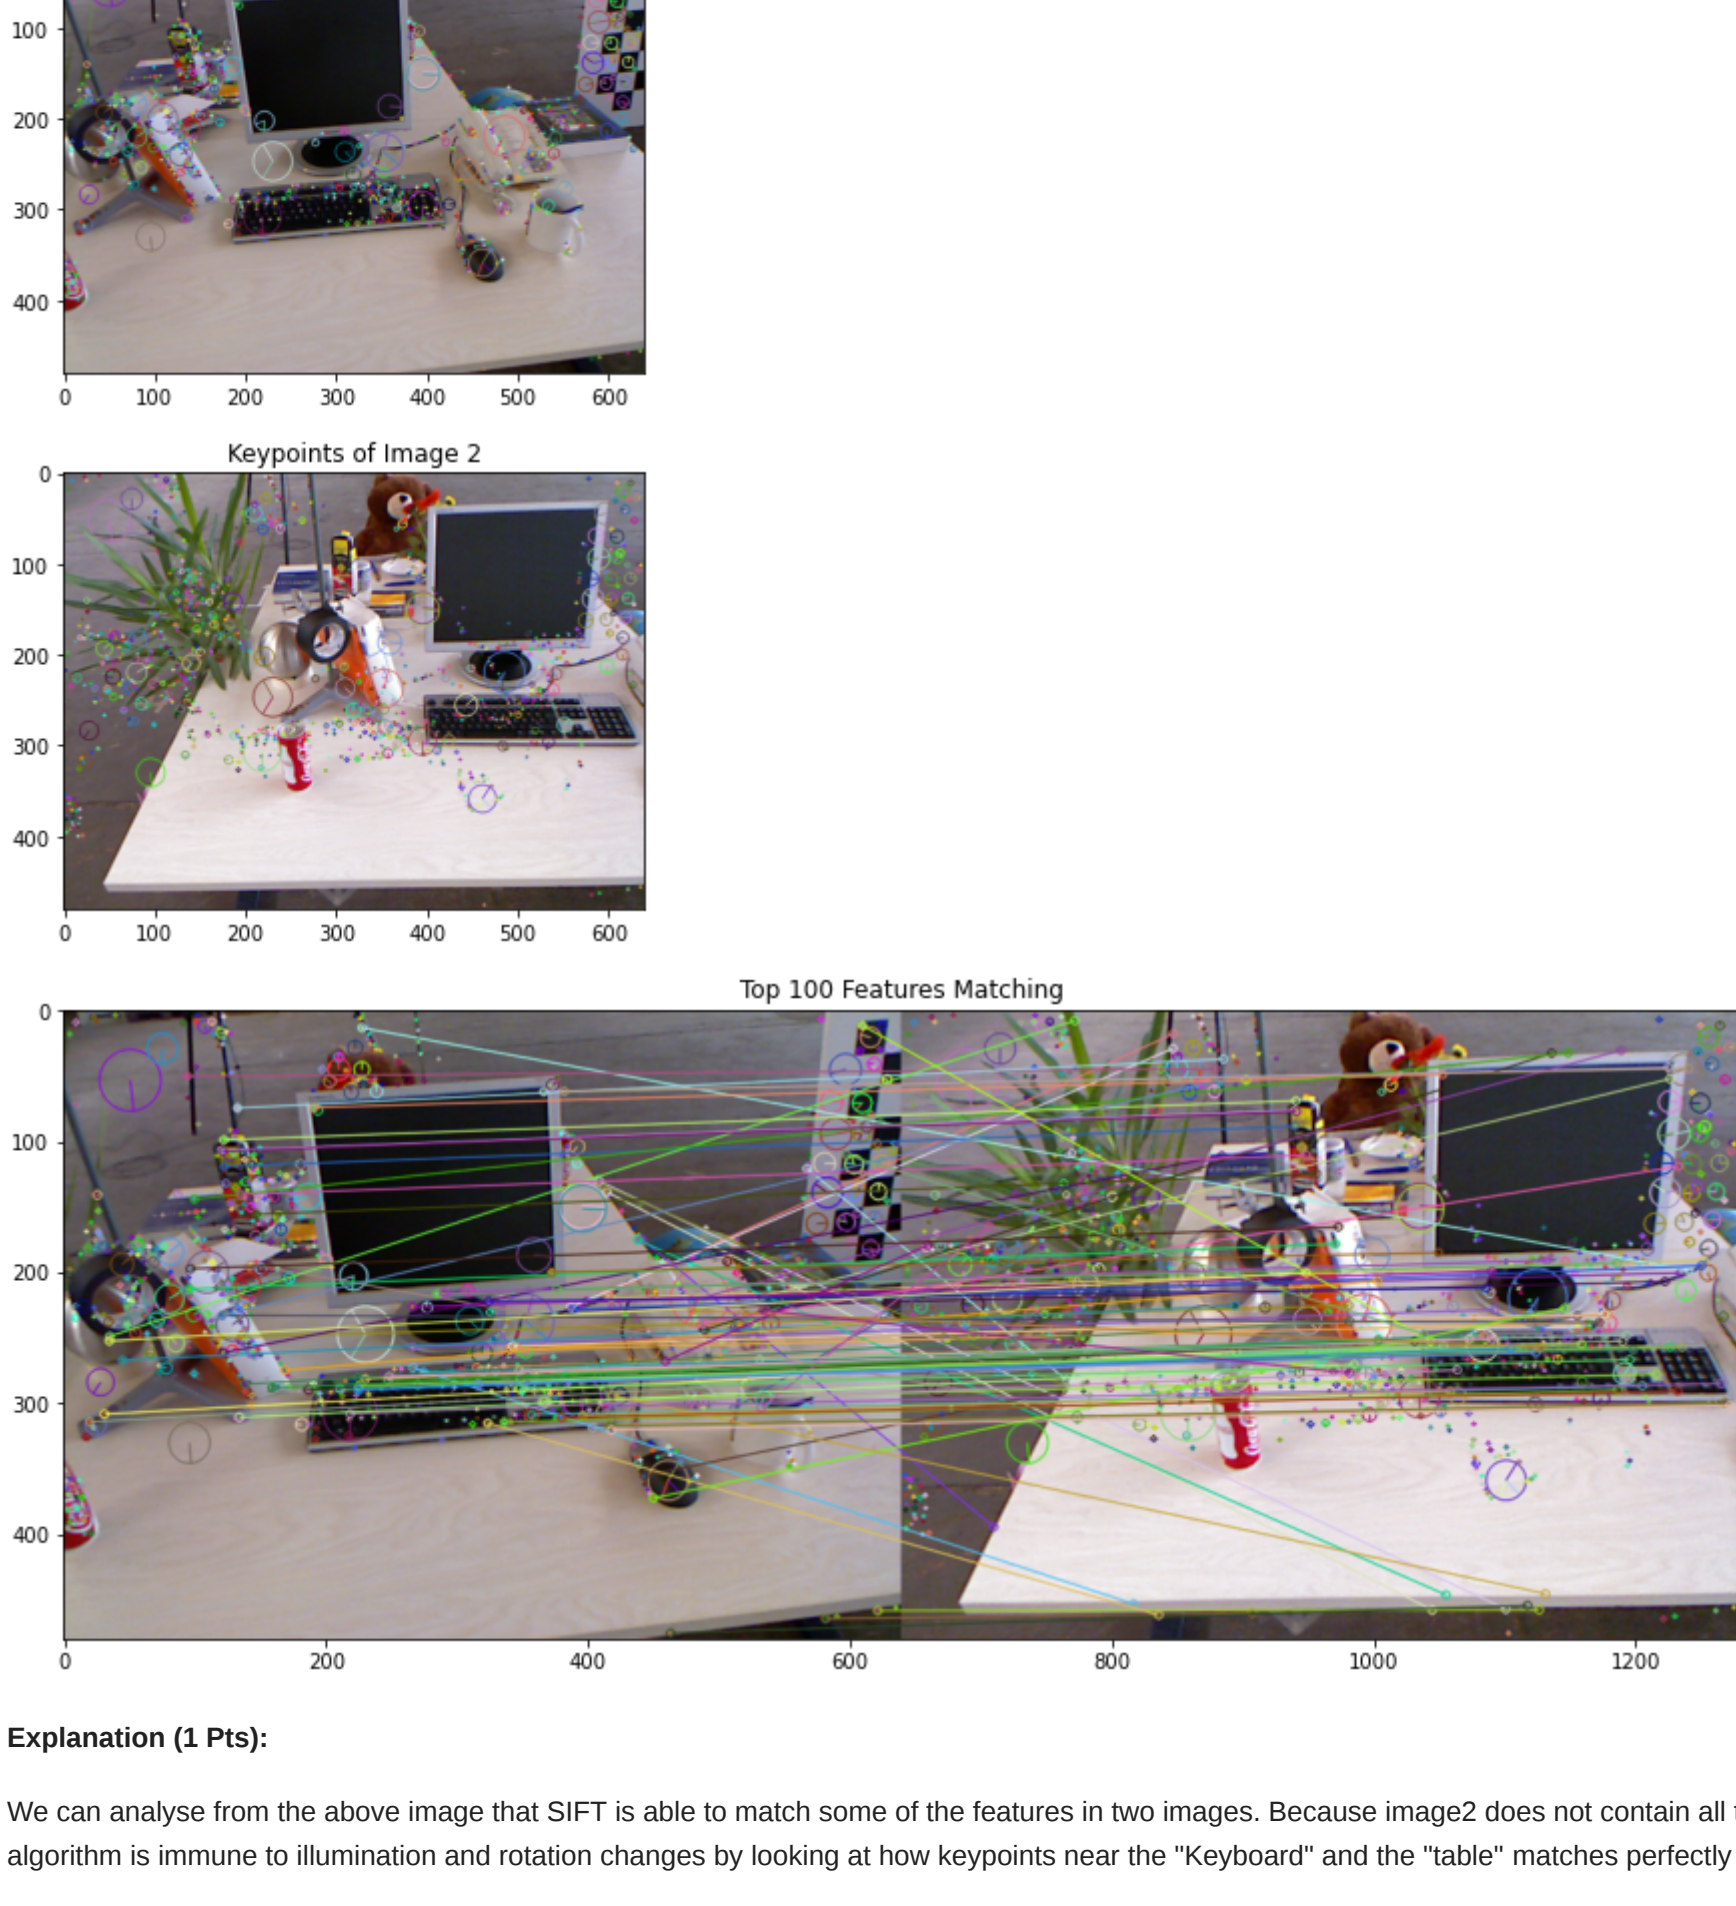 100
200
300
400
0 100 200 300 400 500 600
Keypoints of Image 2
0
100
200
300
400
0 100 200 300 400 500 600
Top 100 Features Matching
0
100
200
300
400
0 200 400 600 800 1000 1200
Explanation (1 Pts):
We can analyse from the above image that SIFT is able to match some of the features in two images. Because image2 does not contain all
algorithm is immune to illumination and rotation changes by looking at how keypoints near the "Keyboard" and the "table" matches perfectly